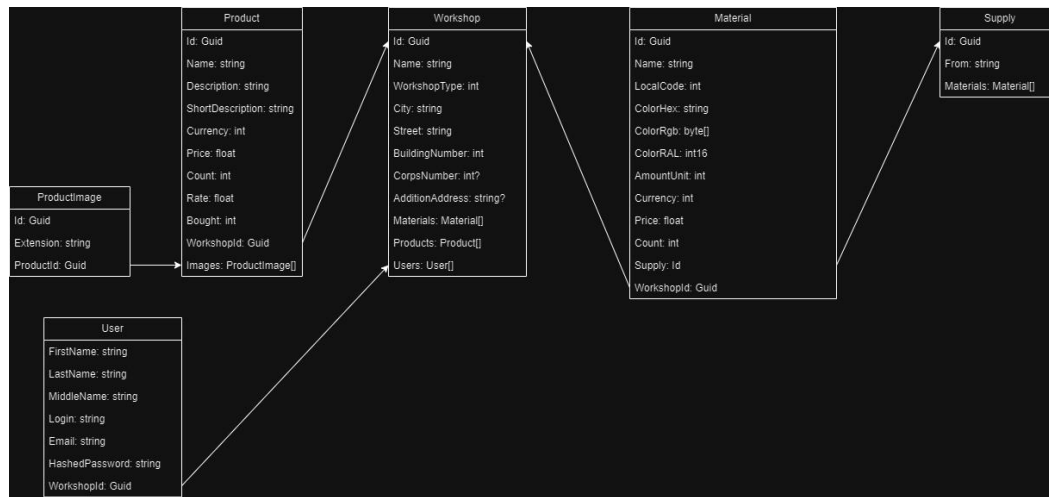 Product
Id: Guid
Name: string
Description: string
ShortDescription: string
Currency: int
Price: float
Count: int
Rate: float
Bought: int
WorkshopId: Guid
Images: ProductImage[]
Workshop
Id: Guid
Name: string
WorkshopType: int
City: string
Street: string
BuildingNumber: int
CorpsNumber: int?
AdditionAddress: string?
Materials: Material[]
Products: Product[]
Users: User[]
Material
Id: Guid
Name: string
LocalCode: int
ColorHex: string
ColorRgb: byte[]
ColorRAL: int16
AmountUnit: int
Currency: int
Price: float
Count: int
Supply: Id
WorkshopId: Guid
Supply
Id: Guid
From: string
Materials: Material[]
ProductImage
Id: Guid
Extension: string
ProductId: Guid
User
FirstName: string
LastName: string
MiddleName: string
Login: string
Email: string
HashedPassword: string
WorkshopId: Guid